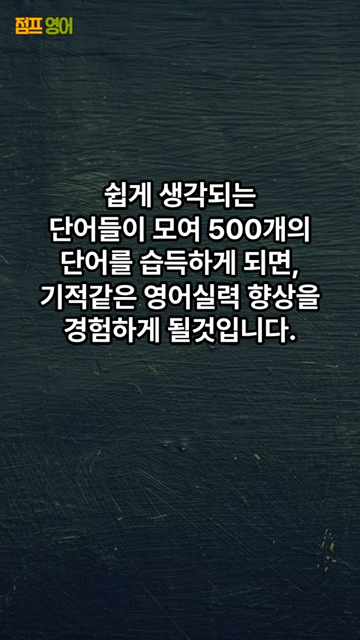 점프 영어
쉽게 생각되는
단어들이 모여 500개의
단어를 습득하게 되면,
기적같은 영어실력 향상을
경험하게 될것입니다.